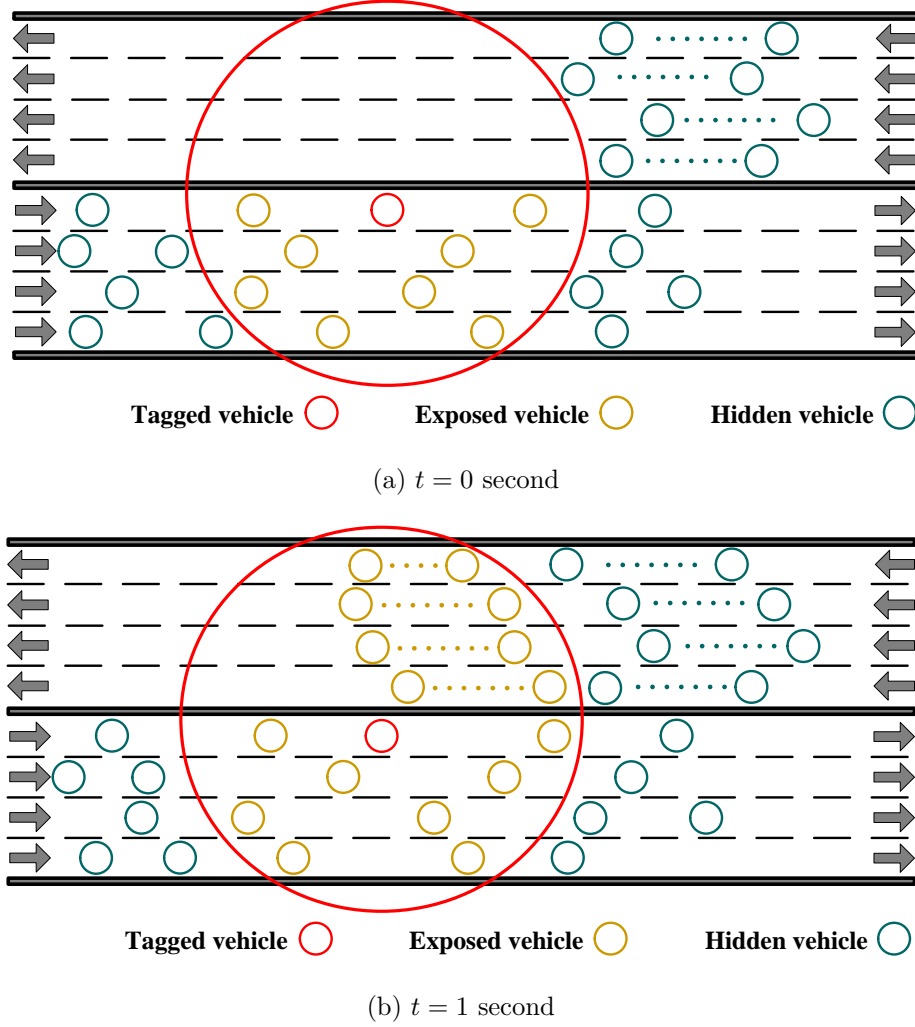 Tagged vehicle Exposed vehicle Hidden vehicle
(a) t = 0 second
Tagged vehicle Exposed vehicle Hidden vehicle
(b) t = 1 second